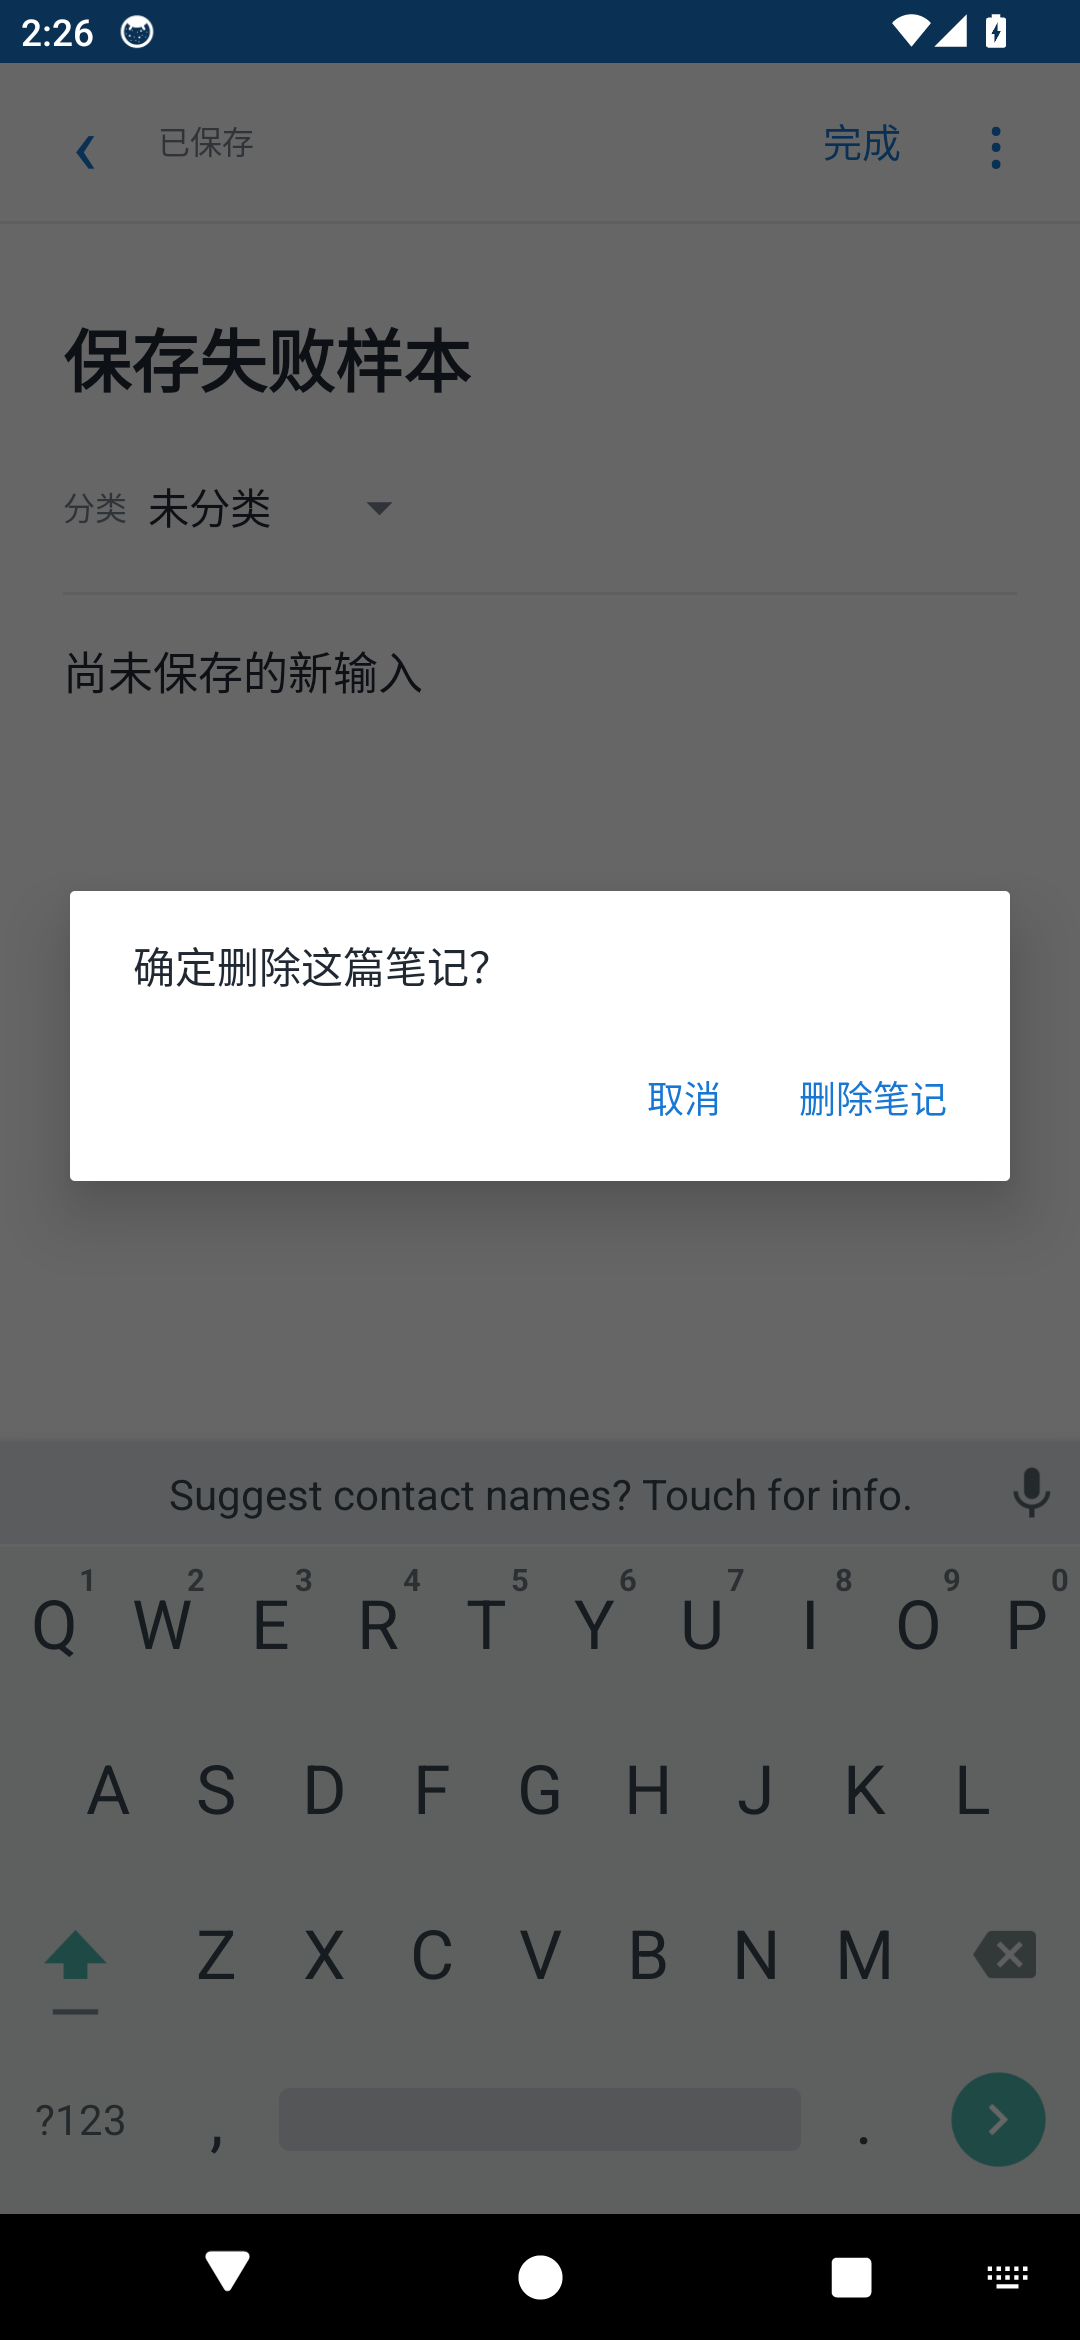 2:26
已保存
完成
保存失败样本
分类 未分类
尚未保存的新输入
确定删除这篇笔记?
取消 删除笔记
Suggest contact names? Touch for info.
1 2 3 4 5 6 7 8 9 0
Q W E R T Y U I O P
A S D F G H J K L
Z X C V B N M
?123 , .